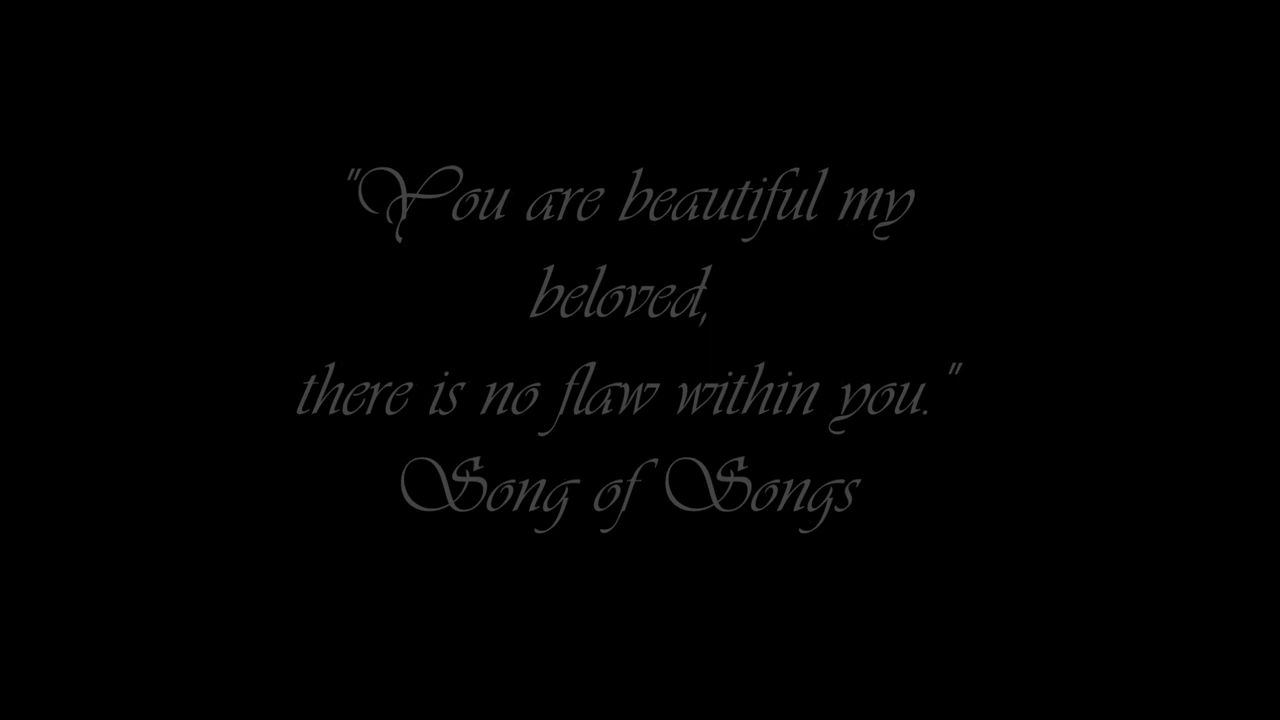 "You are beautiful my
beloved,
there is no flaw within you."
Song of Songs